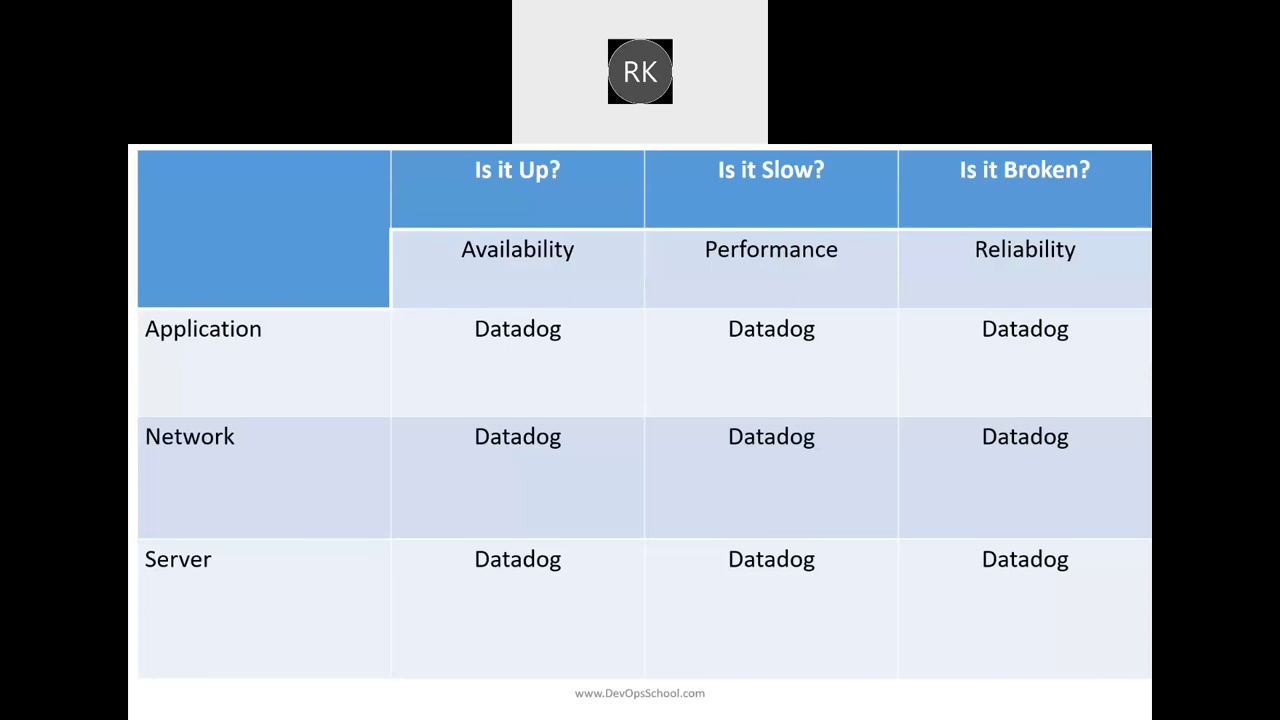 RK
Is it Up? Is it Slow? Is it Broken?
Availability Performance Reliability
Application Datadog Datadog Datadog
Network Datadog Datadog Datadog
Server Datadog Datadog Datadog
www.DevOpsSchool.com